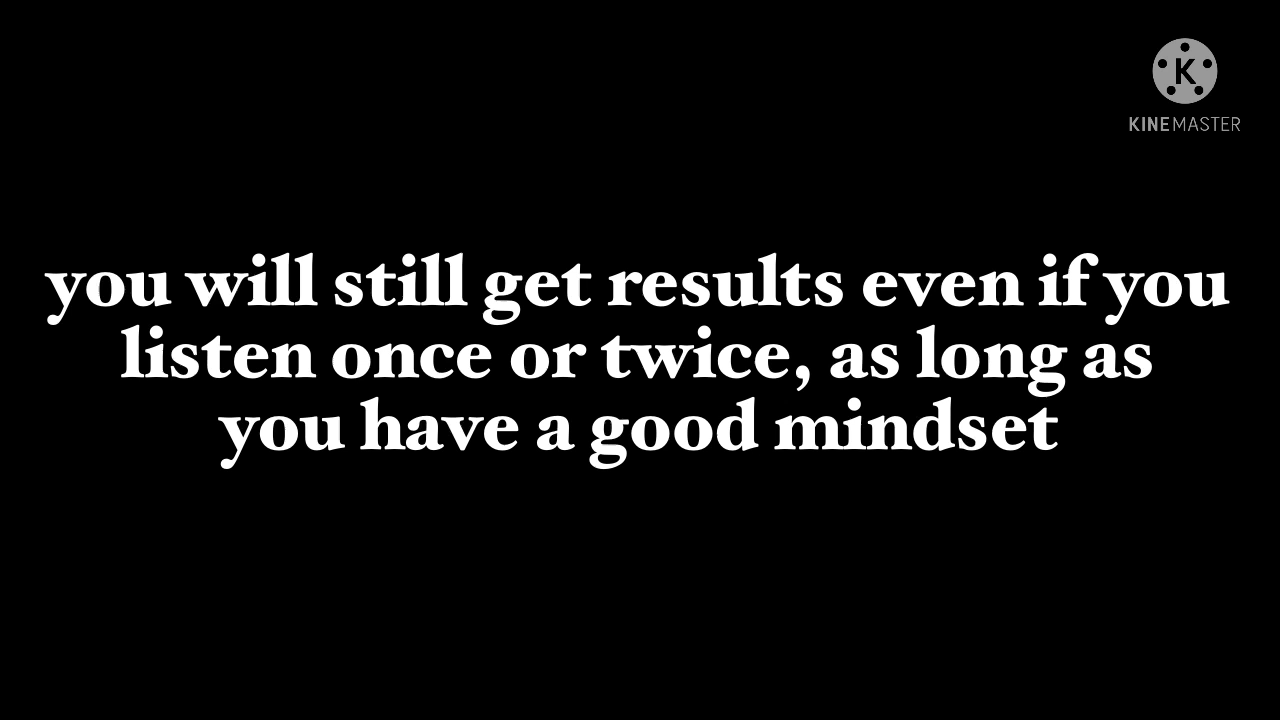 K
KINEMASTER
you will still get results even if you
listen once or twice, as long as
you have a good mindset